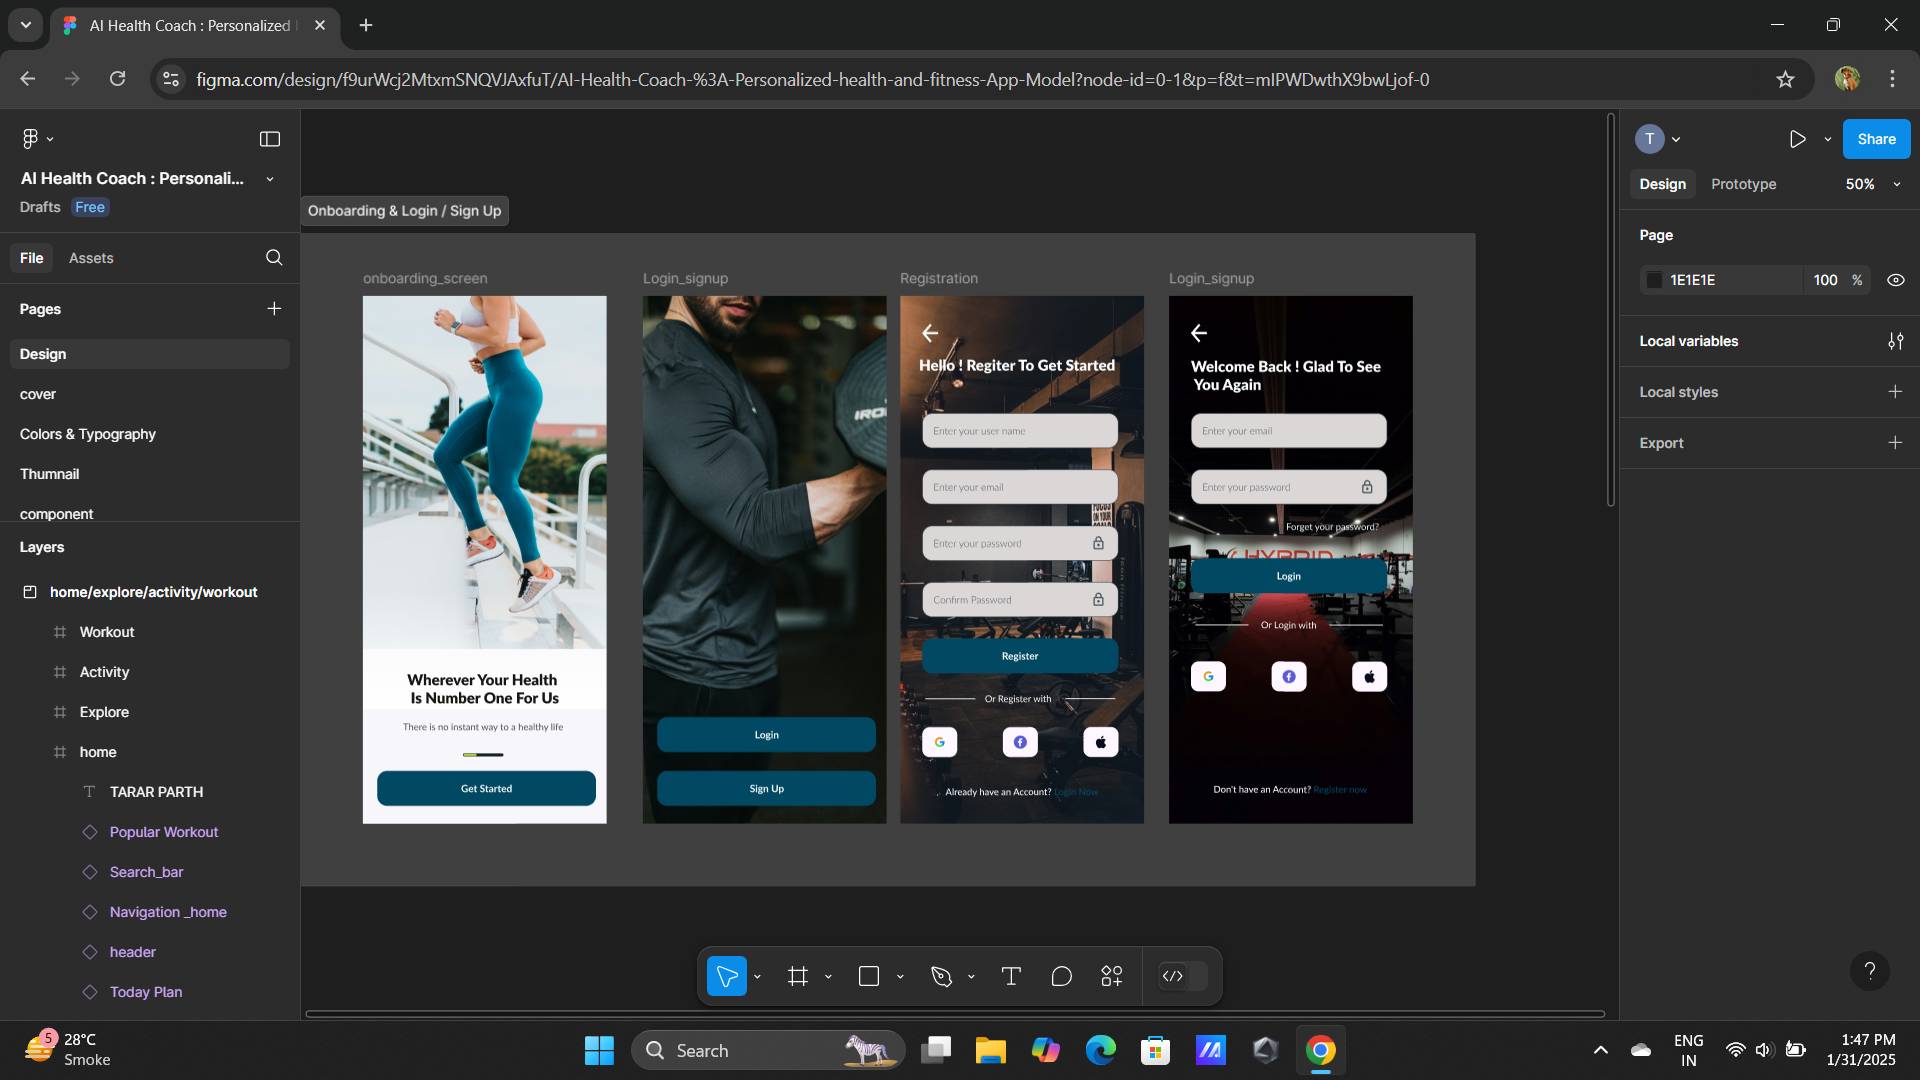 AI Health Coach : Personalized
figma.com/design/f9urWcj2MtxmSNQVJAxfuT/AI-Health-Coach-%3A-Personalized-health-and-fitness-App-Model?node-id=0-1&p=f&t=mIPWDwthX9bwLjof-0
AI Health Coach : Personali...
Drafts Free
File Assets
Pages
Design
cover
Colors & Typography
Thumnail
component
Layers
home/explore/activity/workout
Workout
Activity
Explore
home
TARAR PARTH
Popular Workout
Search_bar
Navigation _home
header
Today Plan
Onboarding & Login / Sign Up
onboarding_screen
Wherever Your Health
Is Number One For Us
There is no instant way to a healthy life
Get Started
Login_signup
IRO
Login
Sign Up
Registration
Hello ! Regiter To Get Started
Enter your user name
Enter your email
Enter your password
Confirm Password
Register
Or Register with
Already have an Account? Login Now
Login_signup
Welcome Back ! Glad To See
You Again
Enter your email
Enter your password
Forget your password?
HYBRID
Login
Or Login with
Don't have an Account? Register now
T
Share
Design Prototype 50%
Page
1E1E1E 100 %
Local variables
Local styles
Export
?
5
28°C
Smoke
Search
ENG
IN
1:47 PM
1/31/2025